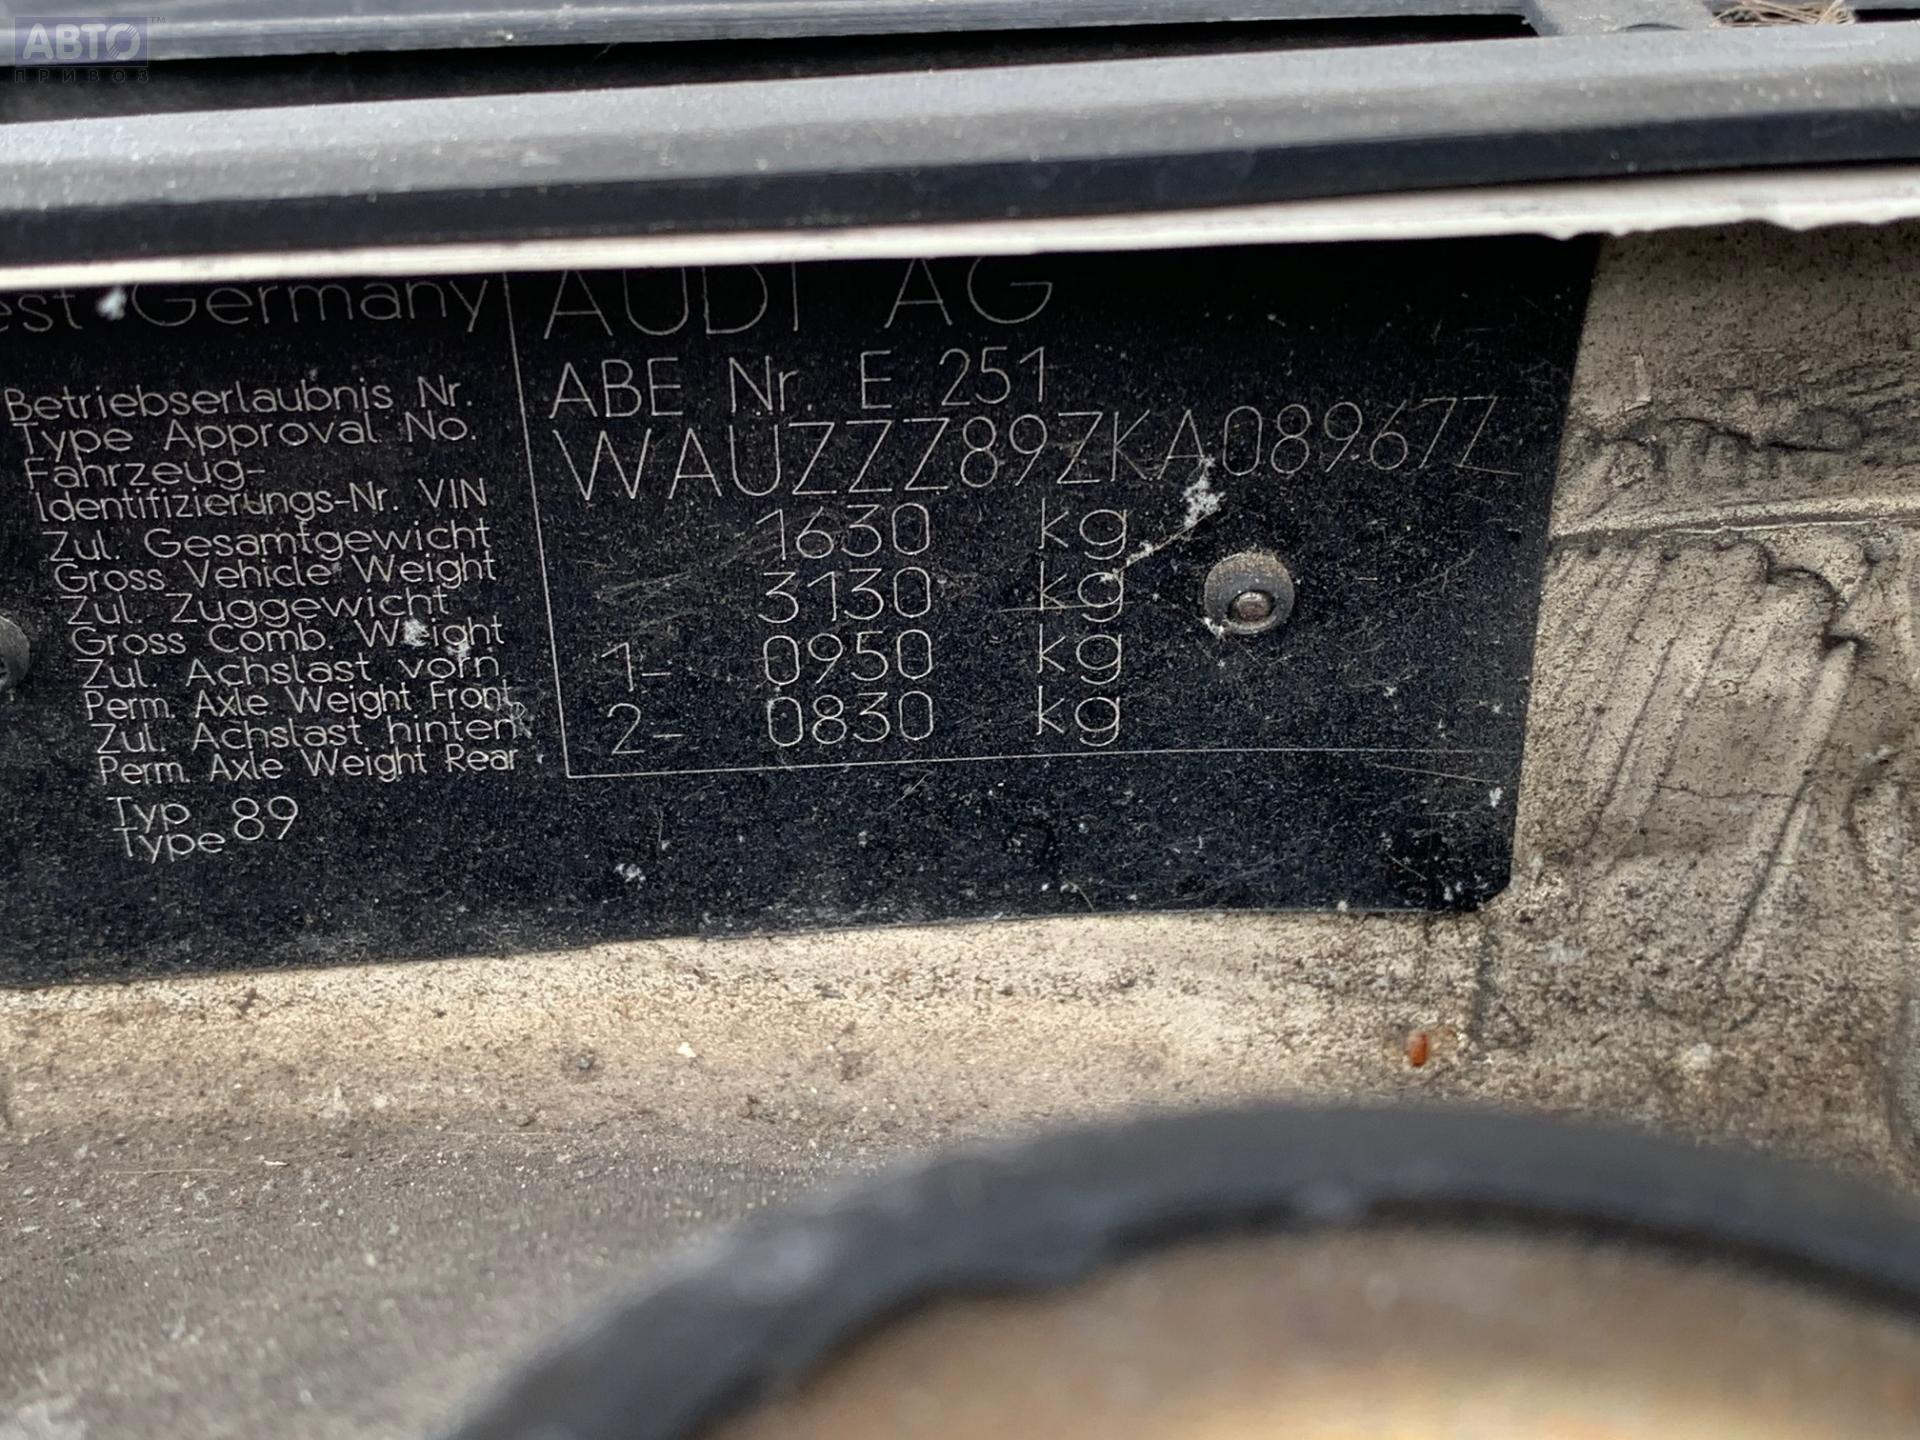 АВТО™
ПРИВОЗ
est Germany
AUDI AG
Betriebserlaubnis Nr.
Type Approval No.
ABE Nr. E 251
Fahrzeug-
Identifizierungs-Nr. VIN
WAUZZZ89ZKA089677
Zul. Gesamtgewicht
Gross Vehicle Weight
1630 kg
Zul. Zuggewicht
Gross Comb. Weight
3130 kg
Zul. Achslast vorn
Perm. Axle Weight Front
1- 0950 kg
Zul. Achslast hinten
Perm. Axle Weight Rear
2- 0830 kg
Typ
Type 89